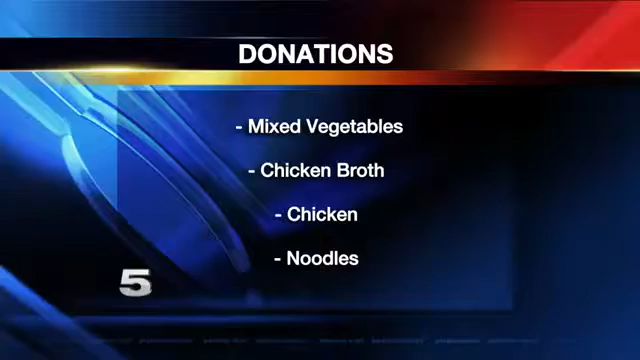 DONATIONS
- Mixed Vegetables
- Chicken Broth
- Chicken
- Noodles
5